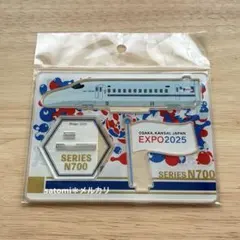 OSAKA, KANSAI, JAPAN
EXPO2025
SERIES
N700
SERIES N700
satomi＊メルカリ